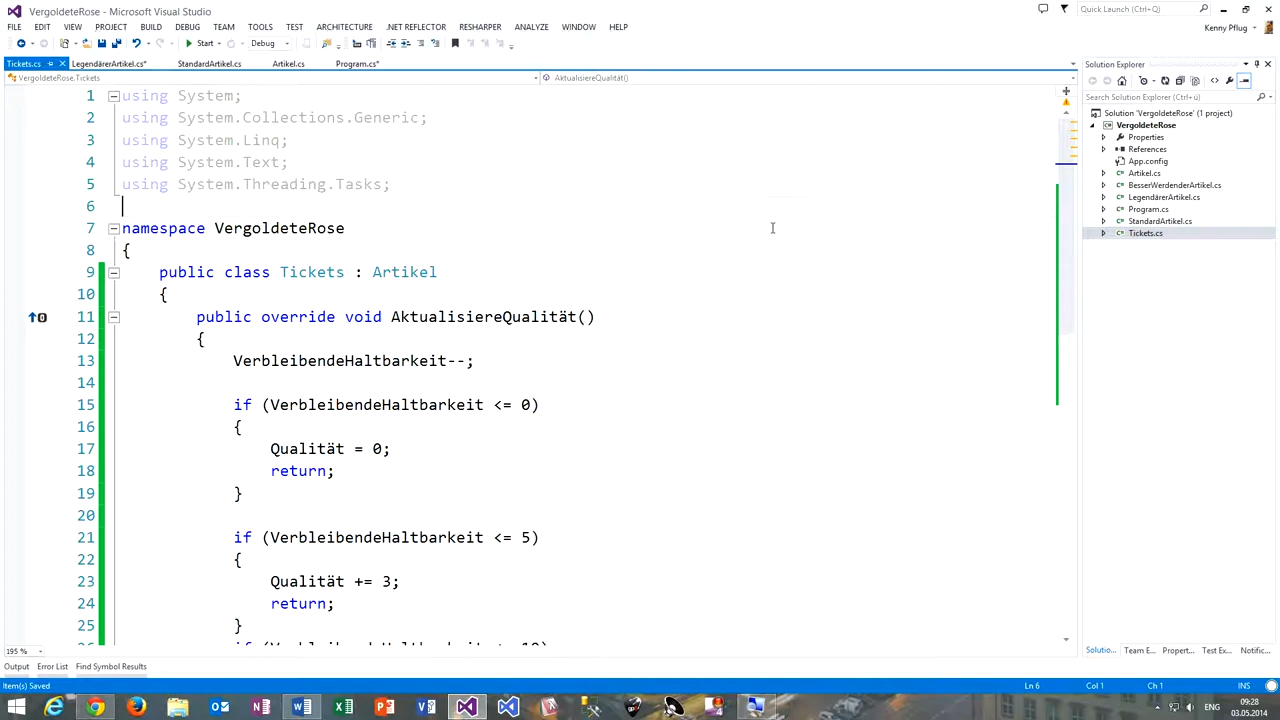 VergoldeteRose - Microsoft Visual Studio
Quick Launch (Ctrl+Q)
FILE EDIT VIEW PROJECT BUILD DEBUG TEAM TOOLS TEST ARCHITECTURE .NET REFLECTOR RESHARPER ANALYZE WINDOW HELP
Kenny Pflug
Start Debug
Tickets.cs LegendärerArtikel.cs* StandardArtikel.cs Artikel.cs Program.cs*
VergoldeteRose.Tickets AktualisiereQualität()
1 using System;
2 using System.Collections.Generic;
3 using System.Linq;
4 using System.Text;
5 using System.Threading.Tasks;
6
7 namespace VergoldeteRose
8 {
9 public class Tickets : Artikel
10 {
11 public override void AktualisiereQualität()
12 {
13 VerbleibendeHaltbarkeit--;
14
15 if (VerbleibendeHaltbarkeit <= 0)
16 {
17 Qualität = 0;
18 return;
19 }
20
21 if (VerbleibendeHaltbarkeit <= 5)
22 {
23 Qualität += 3;
24 return;
25 }
195 %
Solution Explorer
Search Solution Explorer (Ctrl+ü)
Solution 'VergoldeteRose' (1 project)
VergoldeteRose
Properties
References
App.config
Artikel.cs
BesserWerdenderArtikel.cs
LegendärerArtikel.cs
Program.cs
StandardArtikel.cs
Tickets.cs
Solutio... Team E... Propert... Test Ex... Notific...
Output Error List Find Symbol Results
Item(s) Saved Ln 6 Col 1 Ch 1 INS
ENG
09:28
03.05.2014